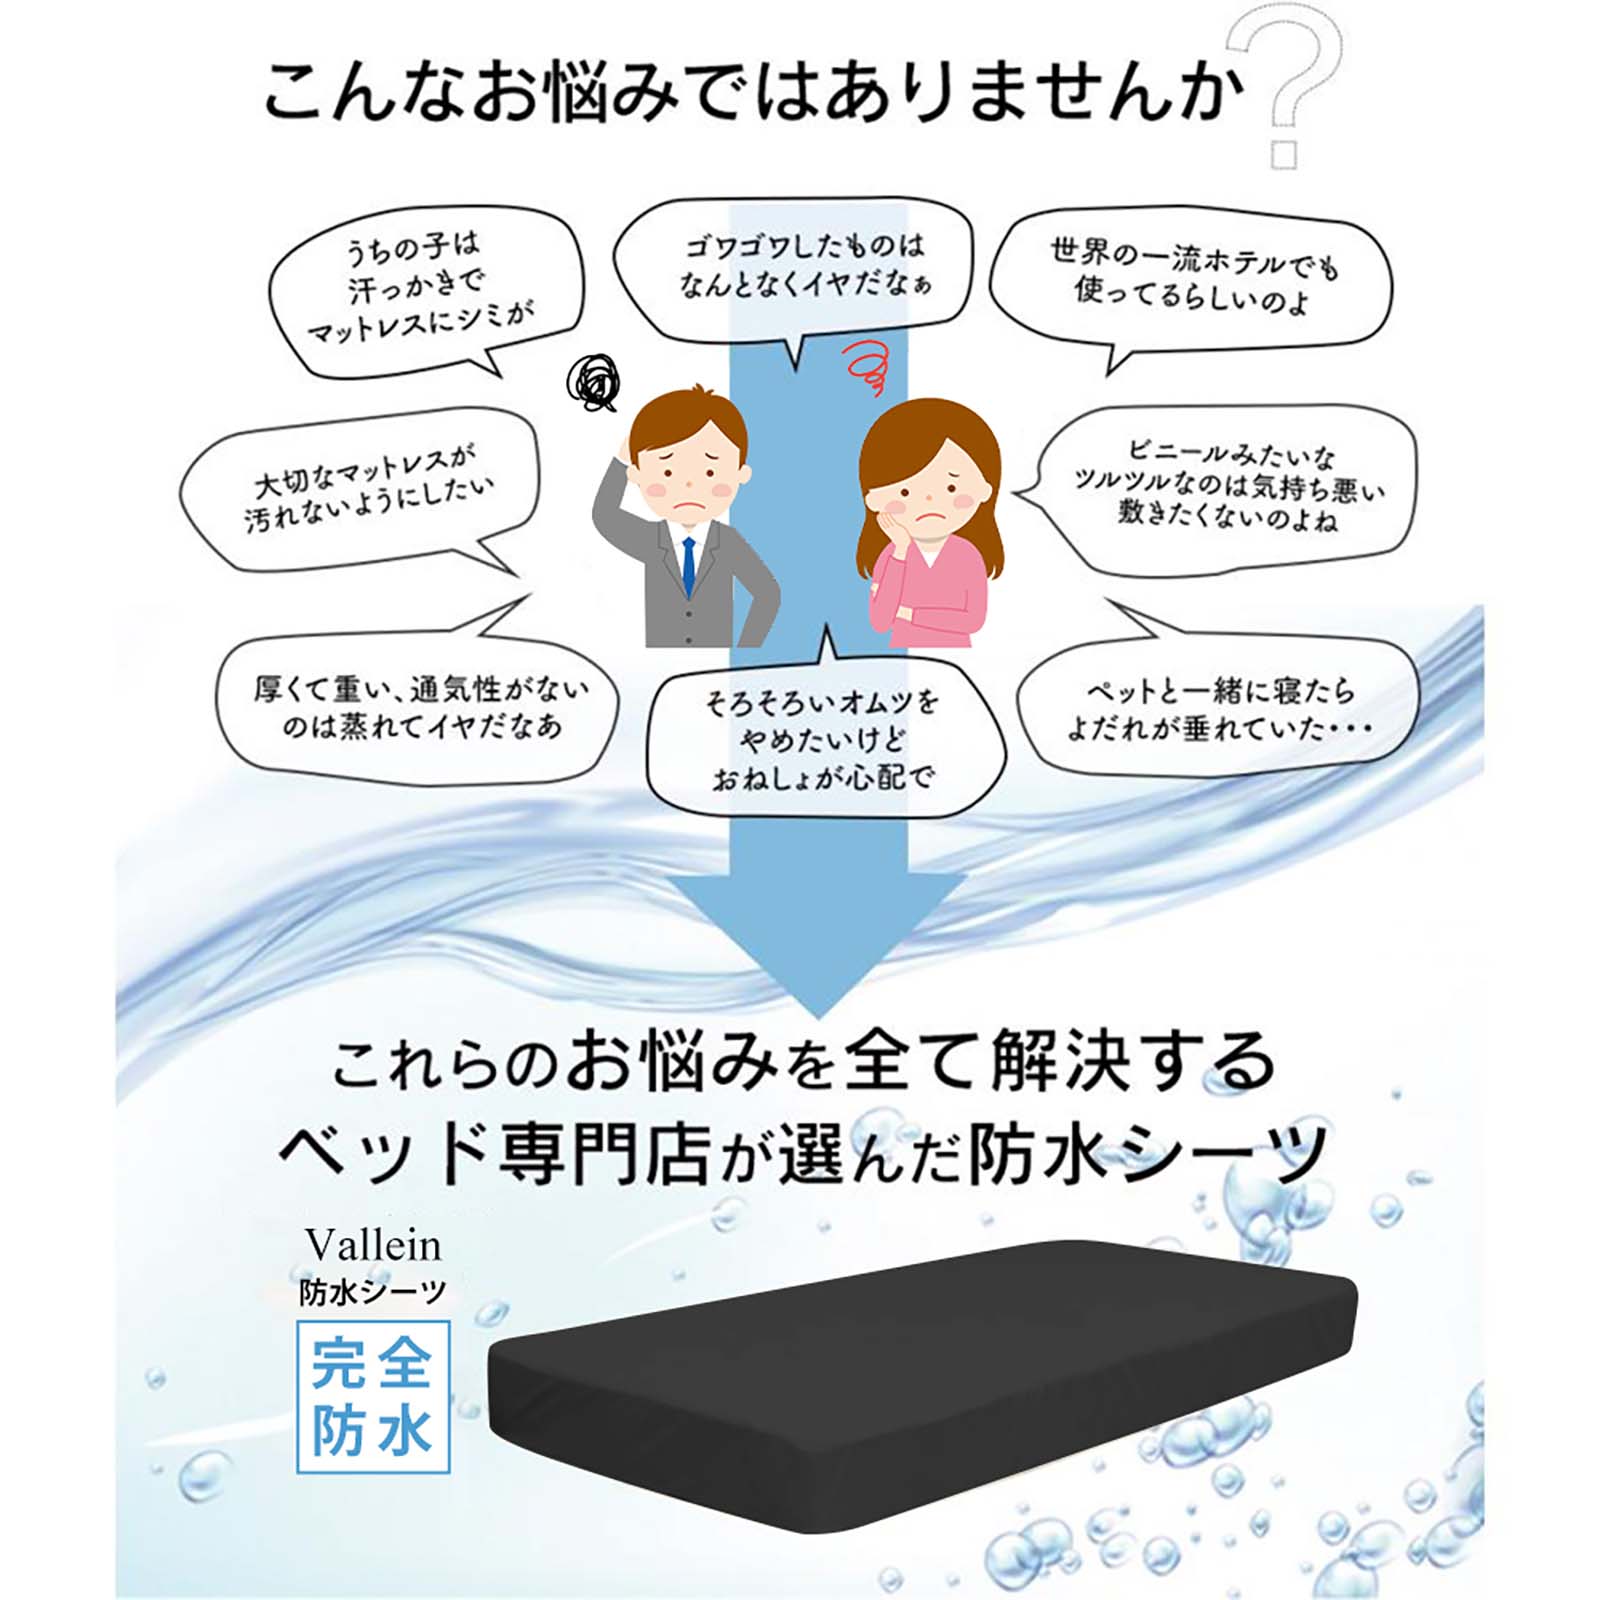 こんなお悩みではありませんか?
うちの子は
汗っかきで
マットレスにシミが
ゴワゴワしたものは
なんとなくイヤだなぁ
世界の一流ホテルでも
使ってるらしいのよ
大切なマットレスが
汚れないようにしたい
ビニールみたいな
ツルツルなのは気持ち悪い
敷きたくないのよね
厚くて重い、通気性がない
のは蒸れてイヤだなあ
そろそろいオムツを
やめたいけど
おねしょが心配で
ペットと一緒に寝たら
よだれが垂れていた・・・
これらのお悩みを全て解決する
ベッド専門店が選んだ防水シーツ
Vallein
防水シーツ
完全
防水